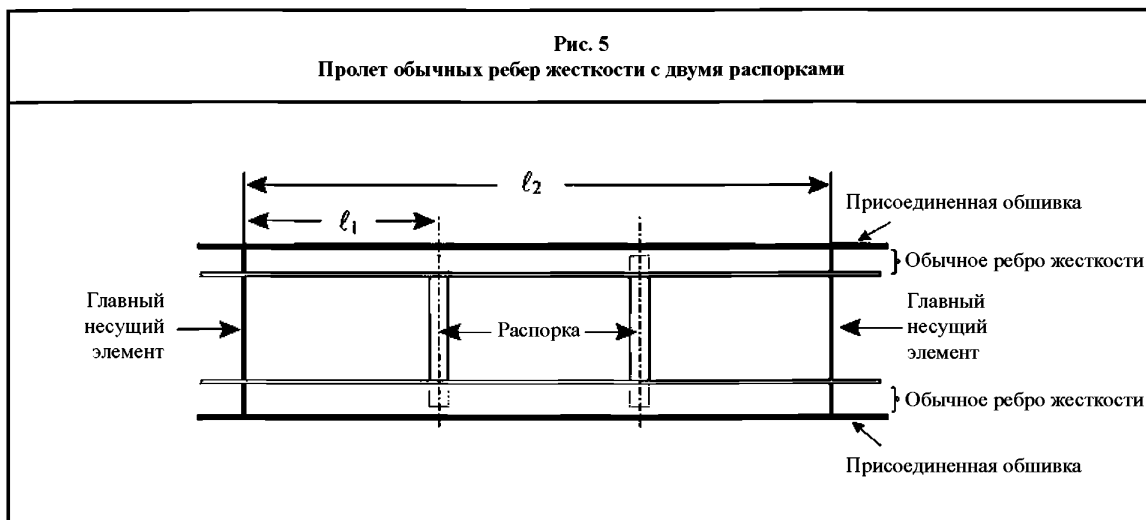 Рис. 5
Пролет обычных ребер жесткости с двумя распорками
ℓ2
ℓ1
Присоединенная обшивка
Обычное ребро жесткости
Главный
несущий
элемент
Распорка
Главный
несущий
элемент
Обычное ребро жесткости
Присоединенная обшивка